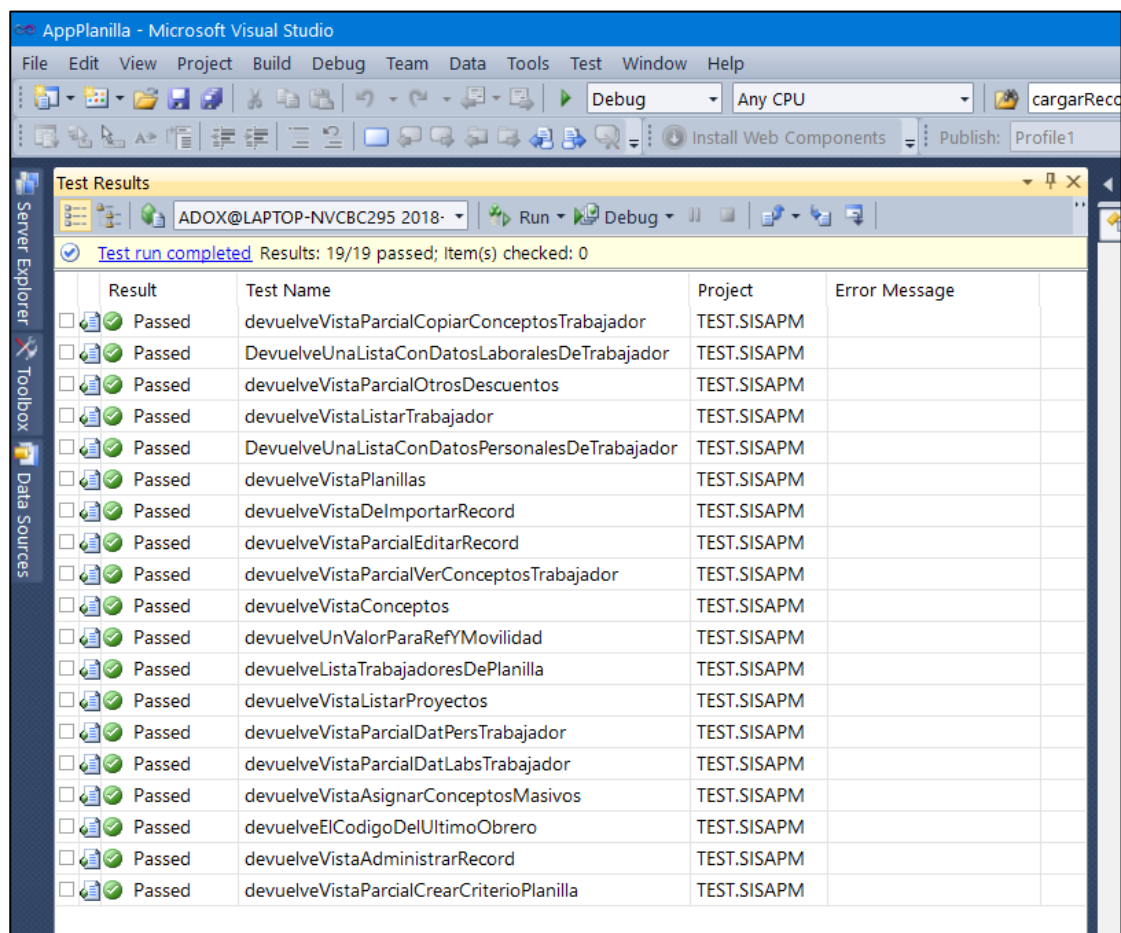 AppPlanilla - Microsoft Visual Studio
File Edit View Project Build Debug Team Data Tools Test Window Help
Debug Any CPU cargarReco
Install Web Components Publish: Profile1
Server Explorer
Toolbox
Data Sources
Test Results
ADOX@LAPTOP-NVCBC295 2018- Run Debug
Test run completed Results: 19/19 passed; Item(s) checked: 0
Result Test Name Project Error Message
Passed devuelveVistaParcialCopiarConceptosTrabajador TEST.SISAPM
Passed DevuelveUnaListaConDatosLaboralesDeTrabajador TEST.SISAPM
Passed devuelveVistaParcialOtrosDescuentos TEST.SISAPM
Passed devuelveVistaListarTrabajador TEST.SISAPM
Passed DevuelveUnaListaConDatosPersonalesDeTrabajador TEST.SISAPM
Passed devuelveVistaPlanillas TEST.SISAPM
Passed devuelveVistaDeImportarRecord TEST.SISAPM
Passed devuelveVistaParcialEditarRecord TEST.SISAPM
Passed devuelveVistaParcialVerConceptosTrabajador TEST.SISAPM
Passed devuelveVistaConceptos TEST.SISAPM
Passed devuelveUnValorParaRefYMovilidad TEST.SISAPM
Passed devuelveListaTrabajadoresDePlanilla TEST.SISAPM
Passed devuelveVistaListarProyectos TEST.SISAPM
Passed devuelveVistaParcialDatPersTrabajador TEST.SISAPM
Passed devuelveVistaParcialDatLabsTrabajador TEST.SISAPM
Passed devuelveVistaAsignarConceptosMasivos TEST.SISAPM
Passed devuelveElCodigoDelUltimoObrero TEST.SISAPM
Passed devuelveVistaAdministrarRecord TEST.SISAPM
Passed devuelveVistaParcialCrearCriterioPlanilla TEST.SISAPM